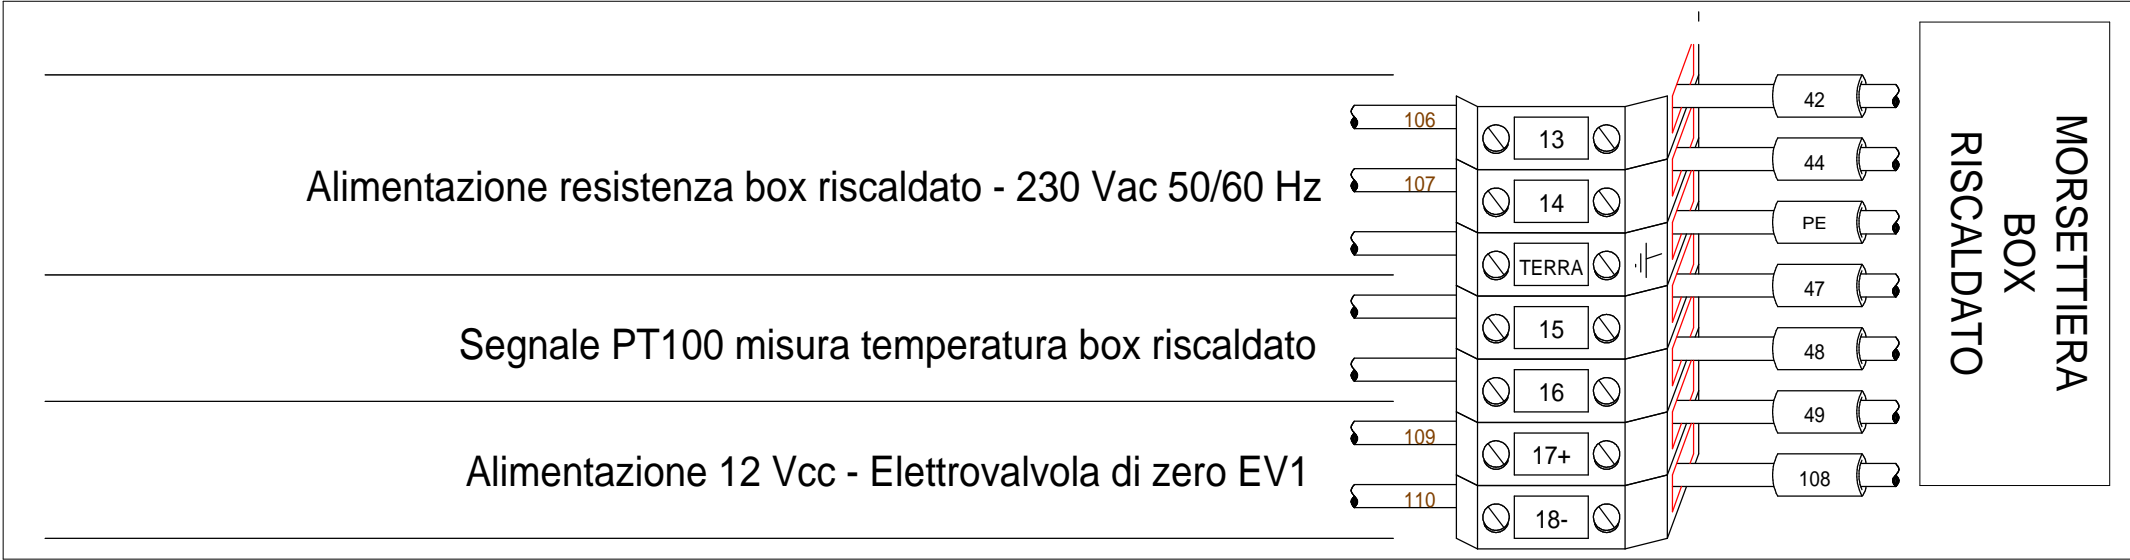 Alimentazione resistenza box riscaldato - 230 Vac 50/60 Hz
Segnale PT100 misura temperatura box riscaldato
Alimentazione 12 Vcc - Elettrovalvola di zero EV1
106
107
109
110
13
14
TERRA
15
16
17+
18-
42
44
PE
47
48
49
108
MORSETTIERA
BOX
RISCALDATO